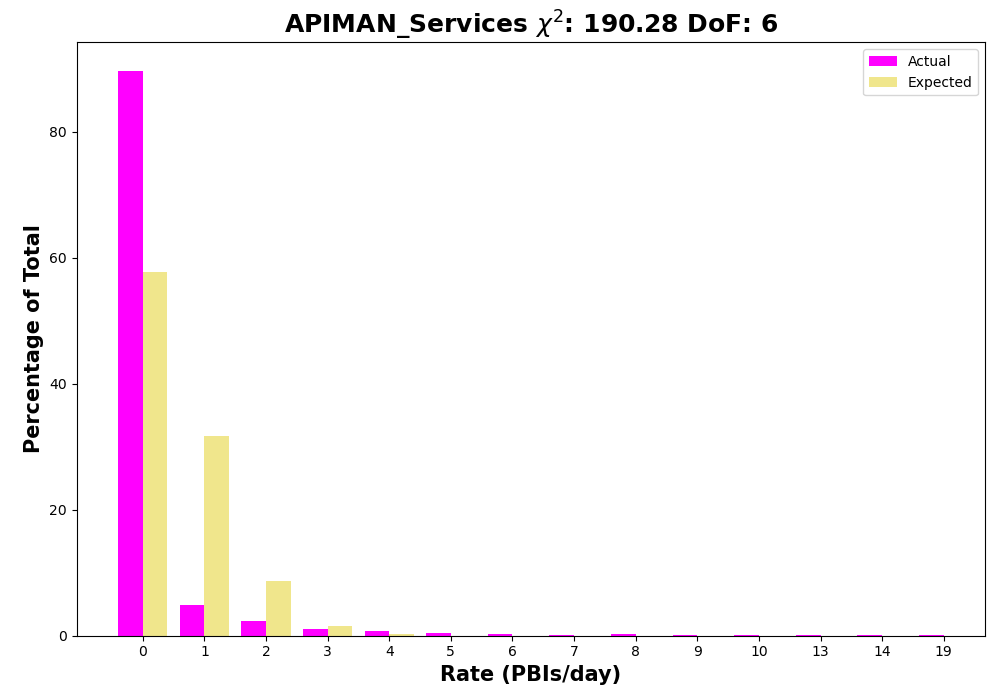 APIMAN_Services χ²: 190.28 DoF: 6
Actual
Expected
Percentage of Total
80
60
40
20
0
0 1 2 3 4 5 6 7 8 9 10 13 14 19
Rate (PBIs/day)